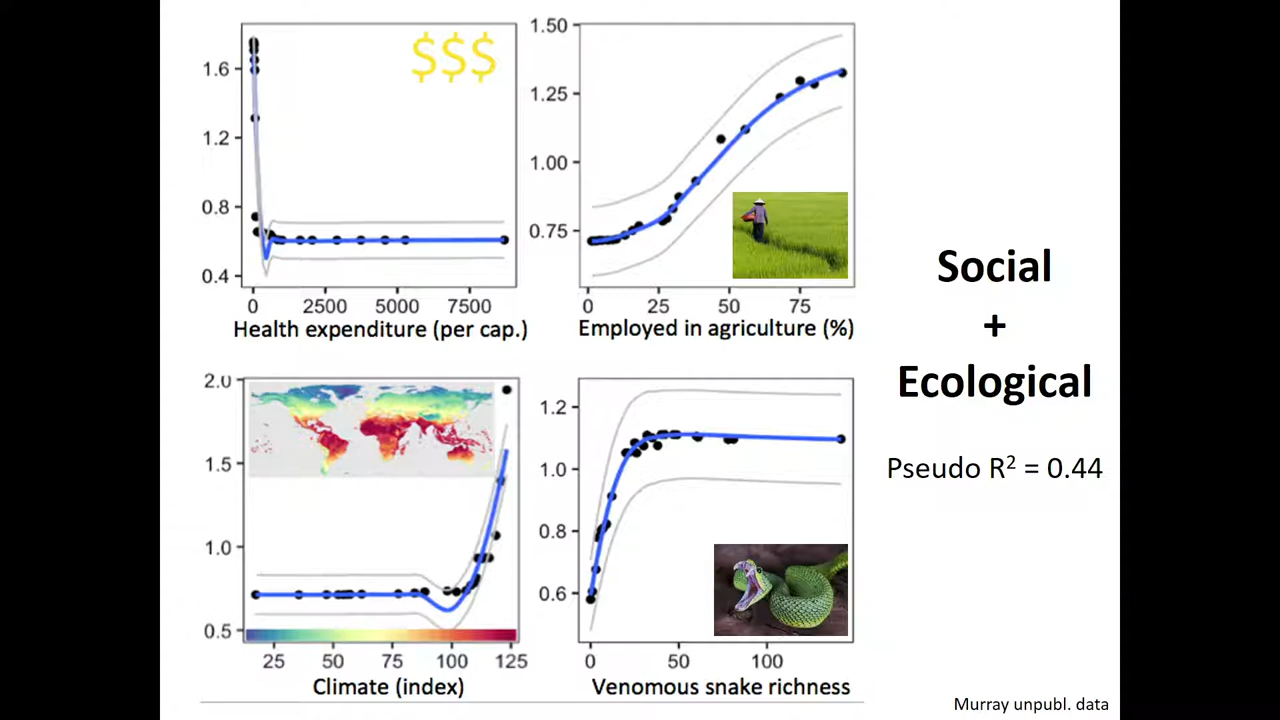 $$$
1.6
1.2
0.8
0.4
0 2500 5000 7500
Health expenditure (per cap.)
1.50
1.25
1.00
0.75
0 25 50 75
Employed in agriculture (%)
2.0
1.5
1.0
0.5
25 50 75 100 125
Climate (index)
1.2
1.0
0.8
0.6
0 50 100
Venomous snake richness
Social
+
Ecological
Pseudo R² = 0.44
Murray unpubl. data